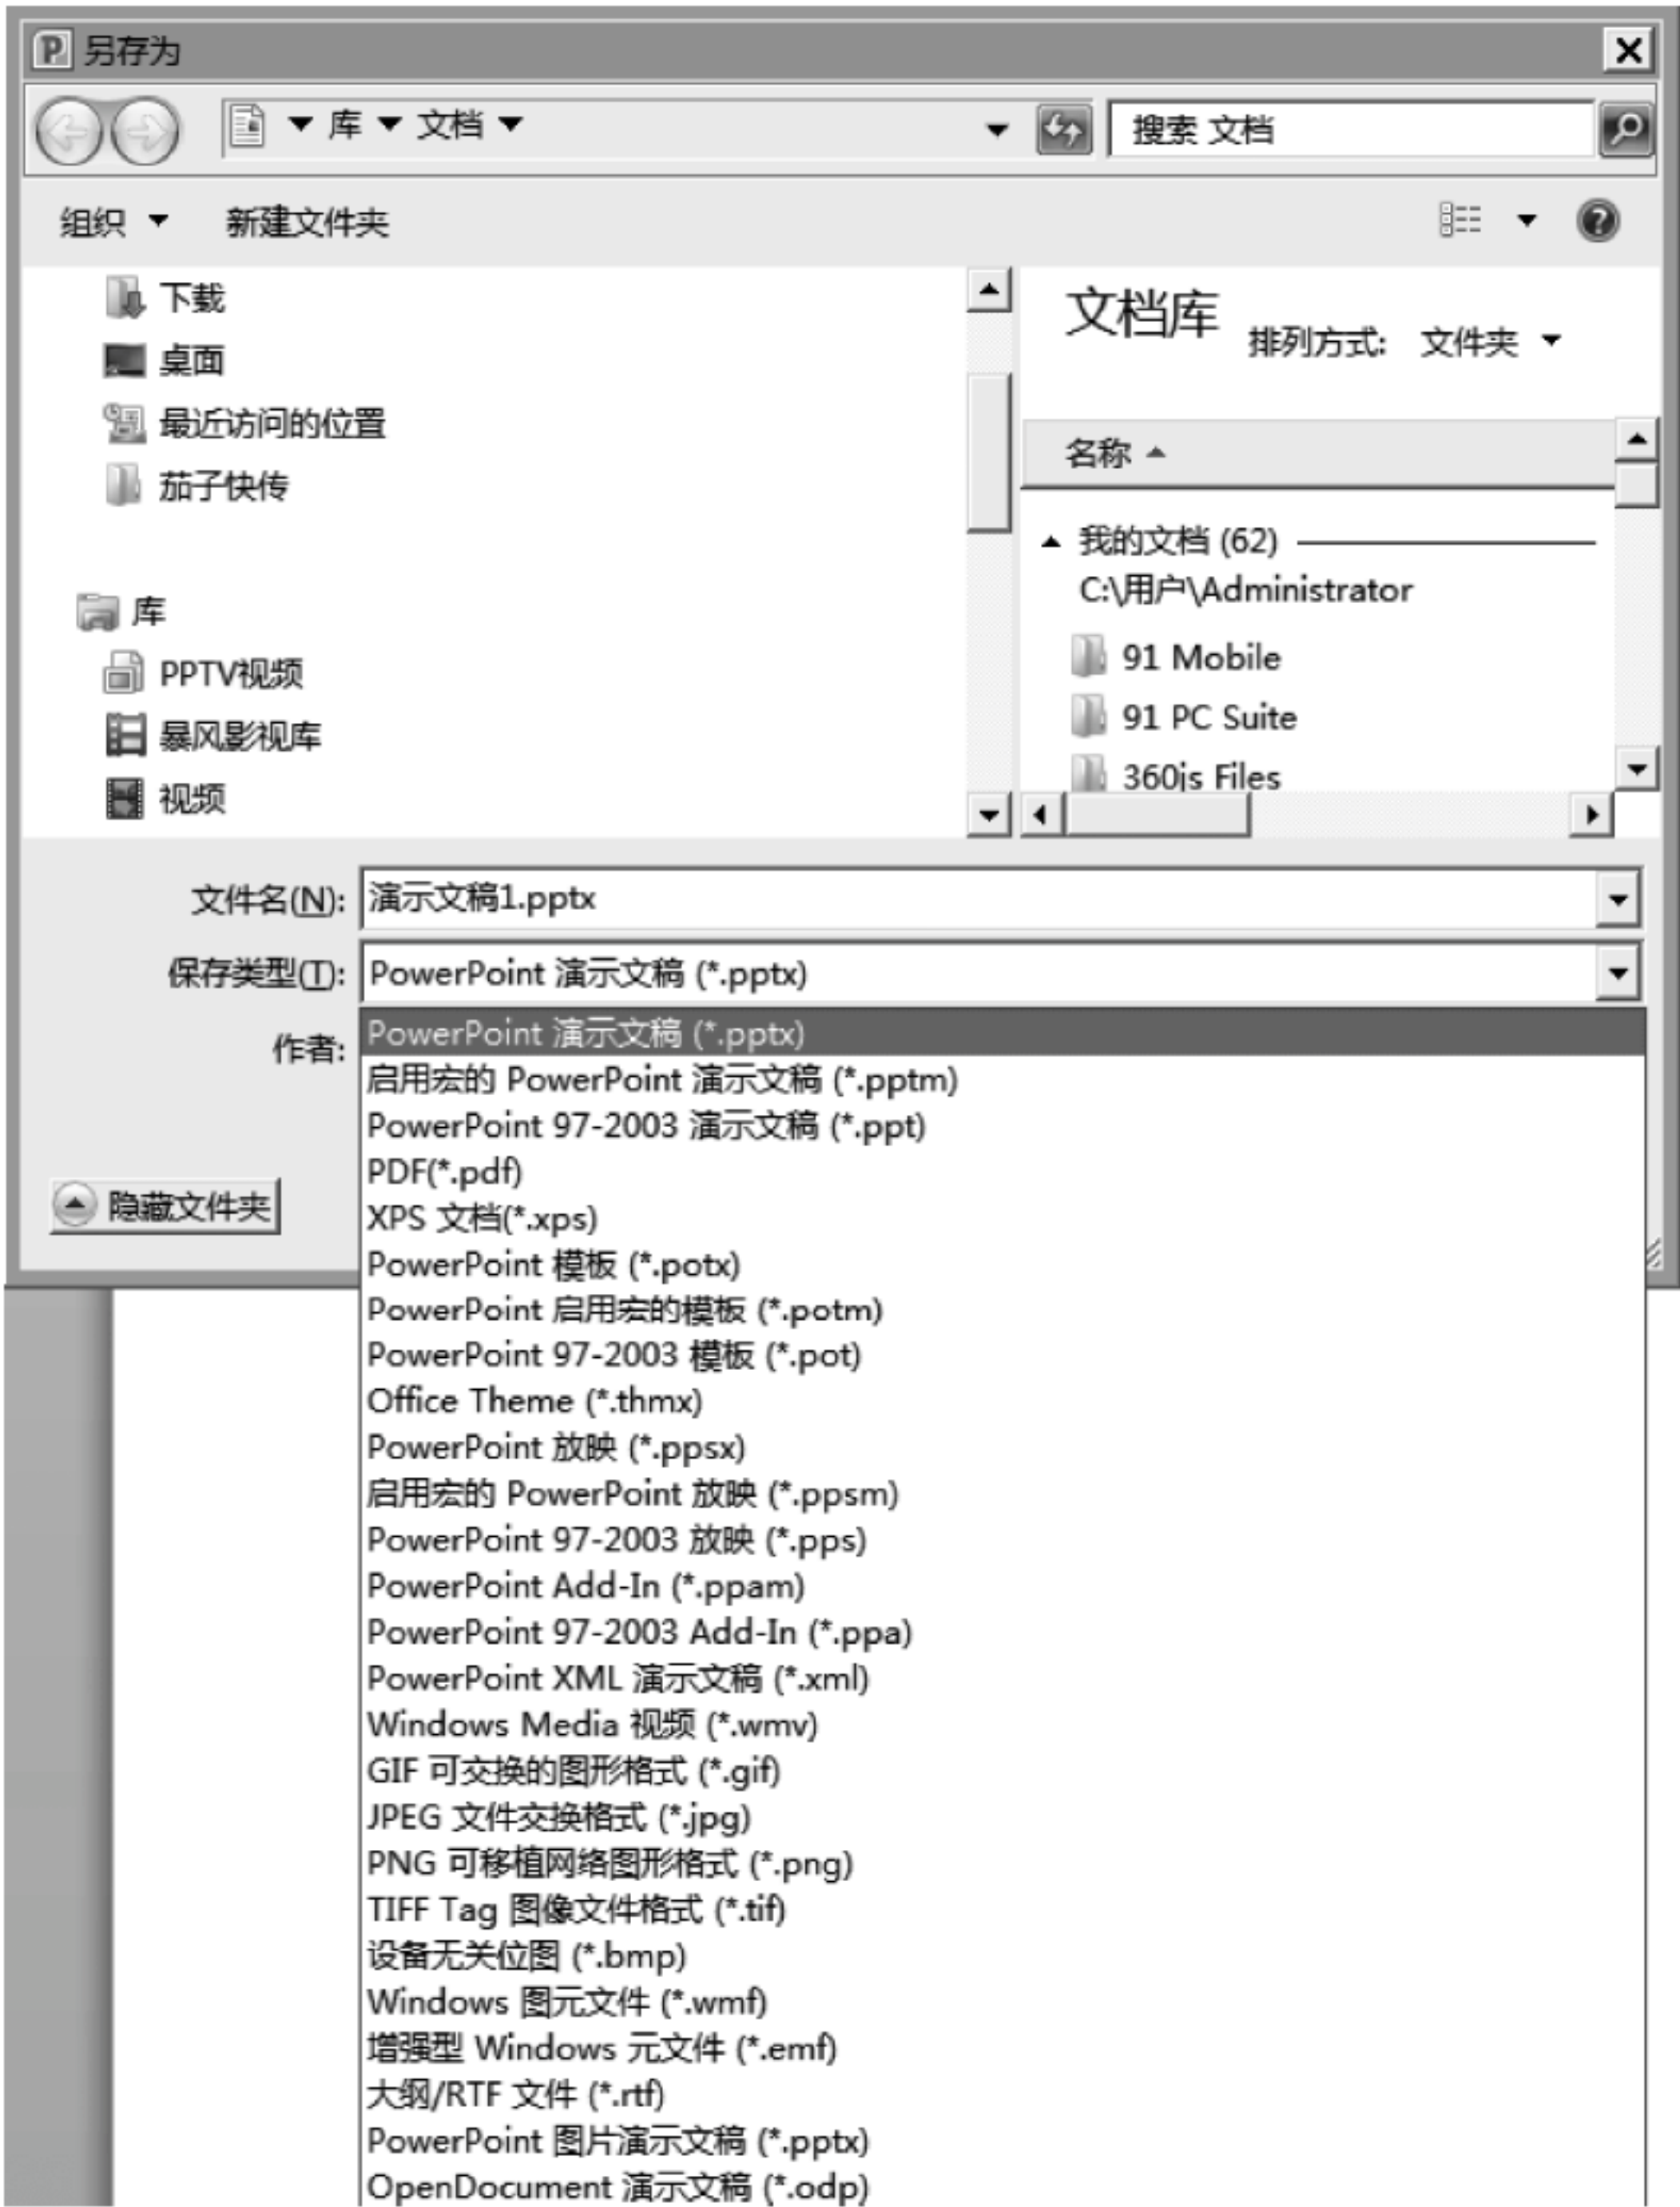 另存为
库 文档
搜索 文档
组织 新建文件夹
下载
桌面
最近访问的位置
茄子快传
库
PPTV视频
暴风影视库
视频
文档库
排列方式: 文件夹
名称
我的文档 (62)
C:\用户\Administrator
91 Mobile
91 PC Suite
360js Files
文件名(N): 演示文稿1.pptx
保存类型(T): PowerPoint 演示文稿 (*.pptx)
作者:
隐藏文件夹
PowerPoint 演示文稿 (*.pptx)
启用宏的 PowerPoint 演示文稿 (*.pptm)
PowerPoint 97-2003 演示文稿 (*.ppt)
PDF(*.pdf)
XPS 文档(*.xps)
PowerPoint 模板 (*.potx)
PowerPoint 启用宏的模板 (*.potm)
PowerPoint 97-2003 模板 (*.pot)
Office Theme (*.thmx)
PowerPoint 放映 (*.ppsx)
启用宏的 PowerPoint 放映 (*.ppsm)
PowerPoint 97-2003 放映 (*.pps)
PowerPoint Add-In (*.ppam)
PowerPoint 97-2003 Add-In (*.ppa)
PowerPoint XML 演示文稿 (*.xml)
Windows Media 视频 (*.wmv)
GIF 可交换的图形格式 (*.gif)
JPEG 文件交换格式 (*.jpg)
PNG 可移植网络图形格式 (*.png)
TIFF Tag 图像文件格式 (*.tif)
设备无关位图 (*.bmp)
Windows 图元文件 (*.wmf)
增强型 Windows 元文件 (*.emf)
大纲/RTF 文件 (*.rtf)
PowerPoint 图片演示文稿 (*.pptx)
OpenDocument 演示文稿 (*.odp)